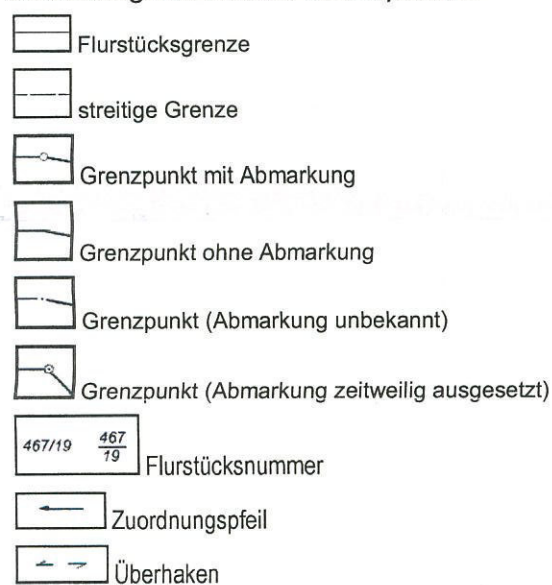 Flurstücksgrenze
streitige Grenze
Grenzpunkt mit Abmarkung
Grenzpunkt ohne Abmarkung
Grenzpunkt (Abmarkung unbekannt)
Grenzpunkt (Abmarkung zeitweilig ausgesetzt)
467/19 467
19 Flurstücksnummer
Zuordnungspfeil
Überhaken